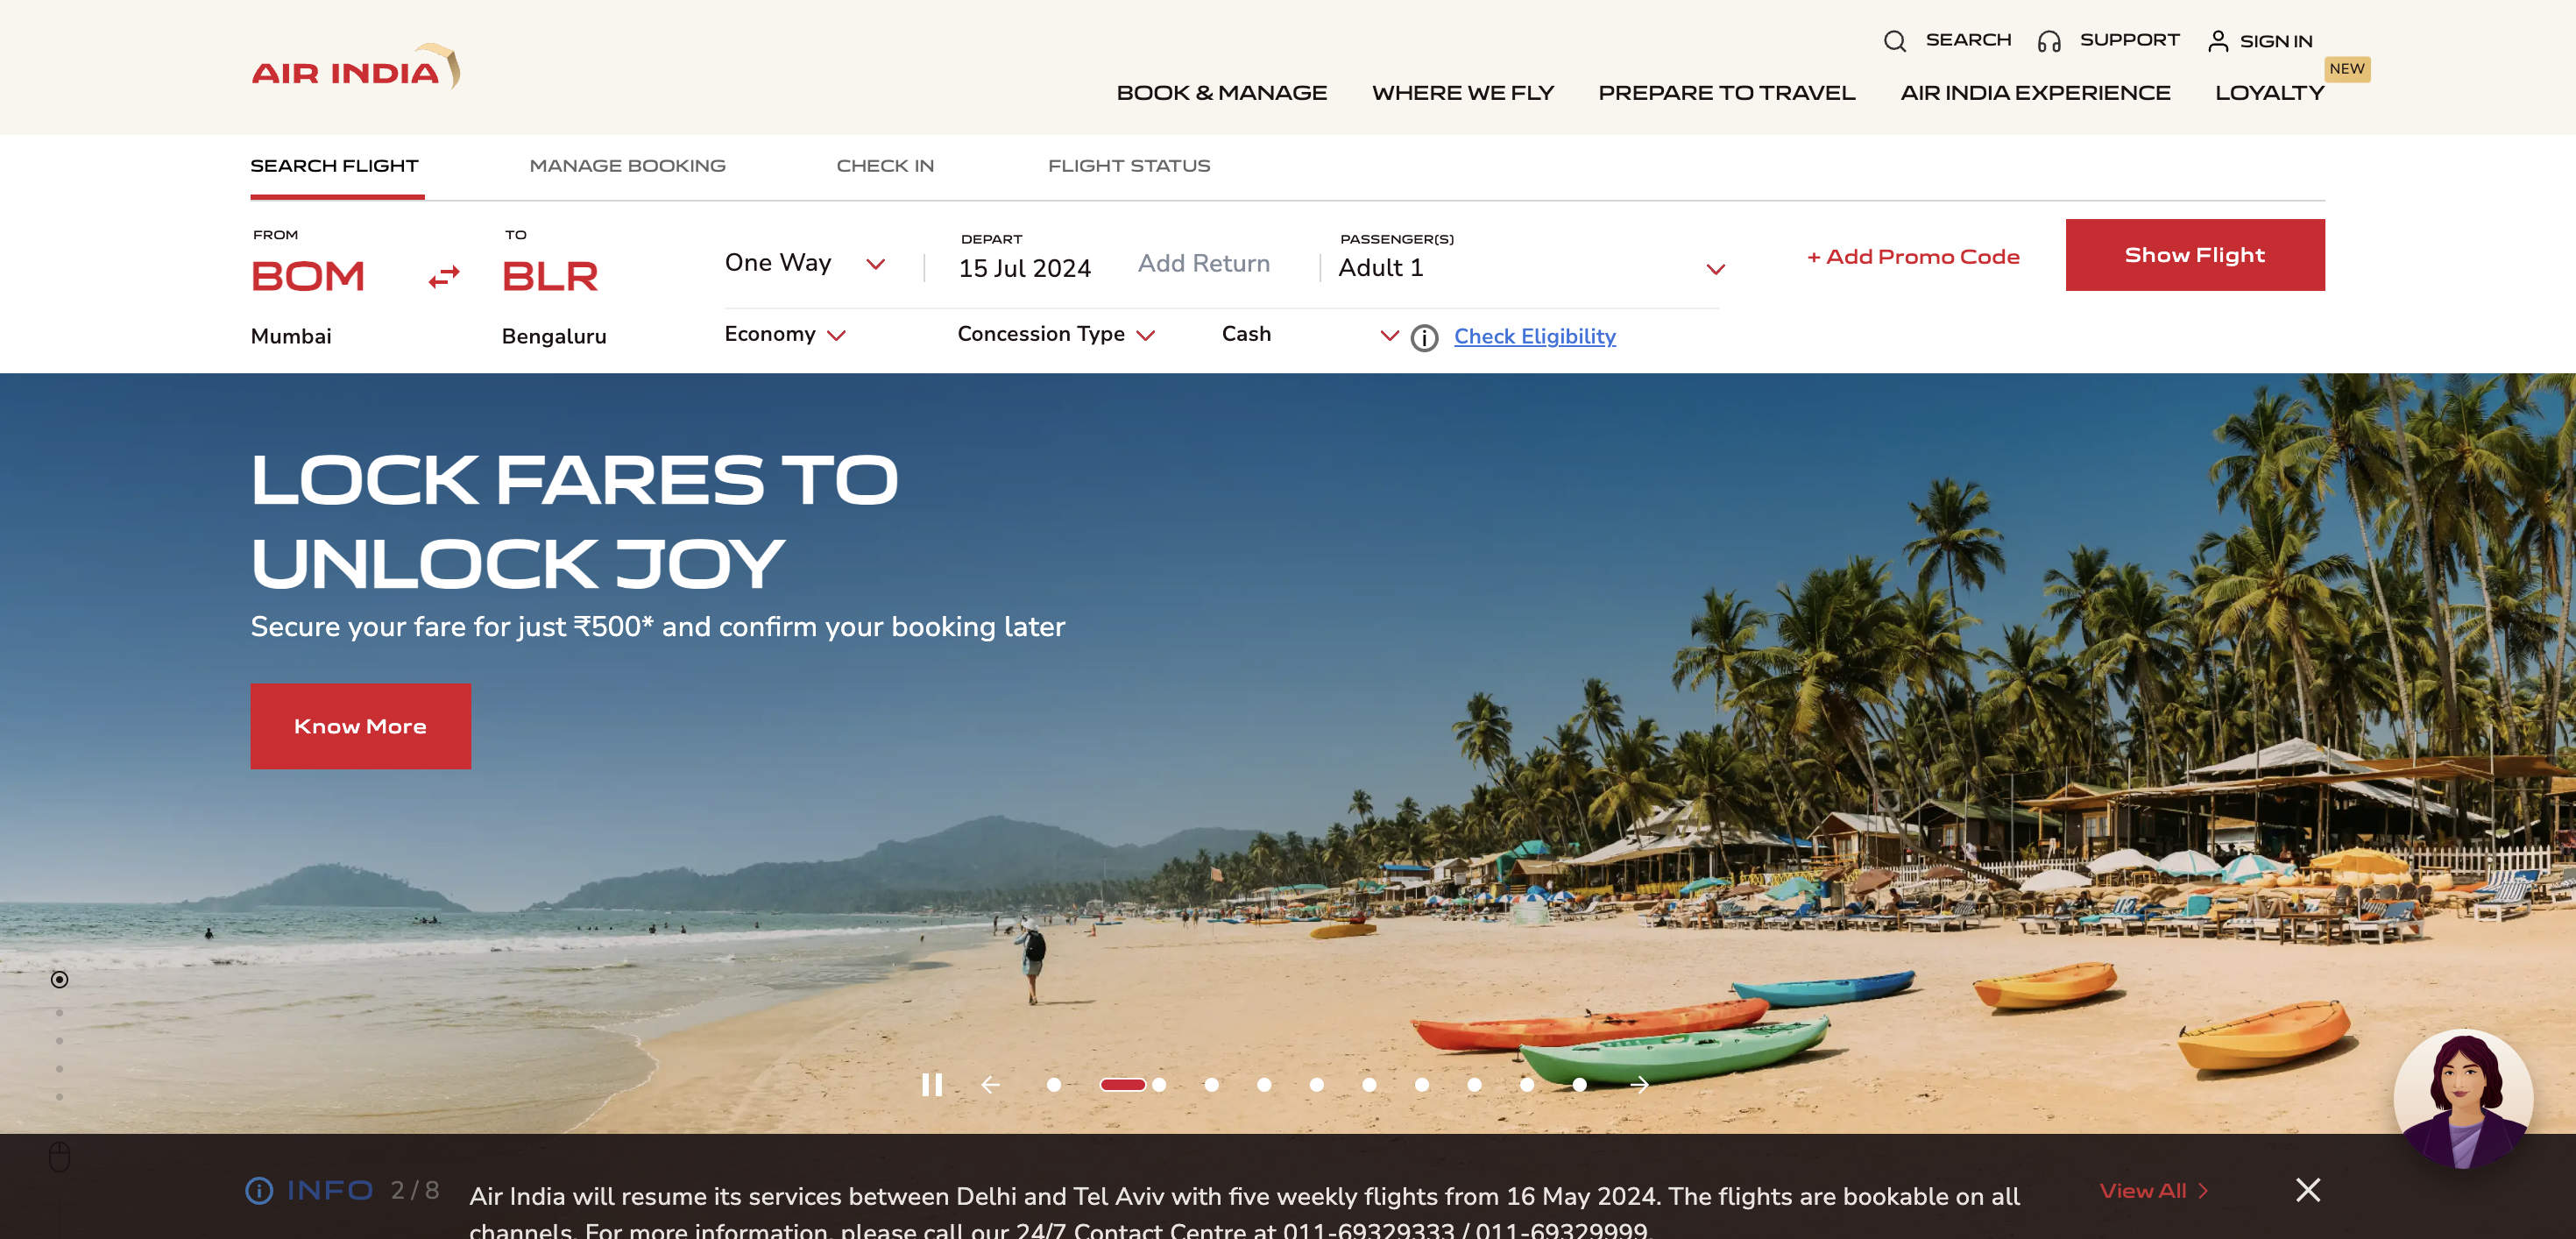 AIR INDIA
SEARCH
SUPPORT
SIGN IN
BOOK & MANAGE
WHERE WE FLY
PREPARE TO TRAVEL
AIR INDIA EXPERIENCE
LOYALTY
NEW
SEARCH FLIGHT
MANAGE BOOKING
CHECK IN
FLIGHT STATUS
FROM
BOM
Mumbai
TO
BLR
Bengaluru
One Way
DEPART
15 Jul 2024
Add Return
PASSENGER(S)
Adult 1
+ Add Promo Code
Show Flight
Economy
Concession Type
Cash
Check Eligibility
LOCK FARES TO
UNLOCK JOY
Secure your fare for just ₹500* and confirm your booking later
Know More
INFO 2 / 8
Air India will resume its services between Delhi and Tel Aviv with five weekly flights from 16 May 2024. The flights are bookable on all
channels. For more information, please call our 24/7 Contact Centre at 011-69329333 / 011-69329999.
View All